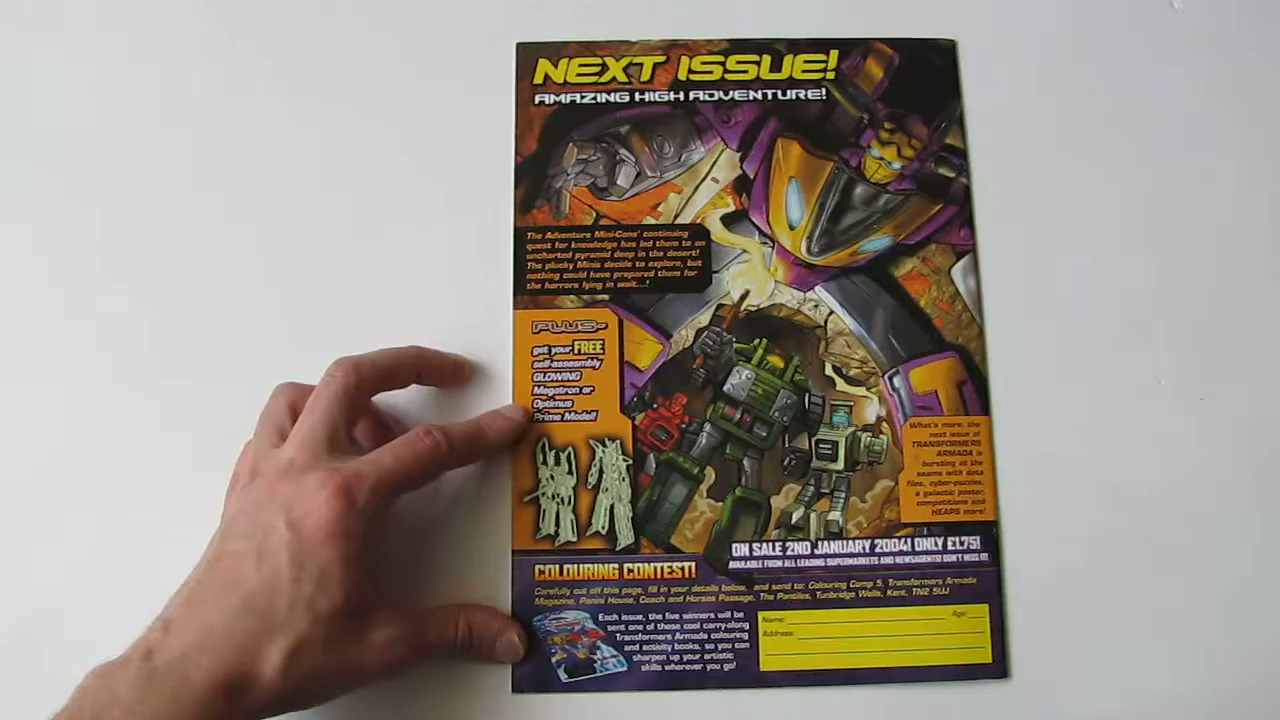 NEXT ISSUE!
AMAZING HIGH ADVENTURE!
The Adventure Mini-Cons' continuing
quest for knowledge has led them to an
uncharted pyramid deep in the desert!
The plucky Minis decide to explore, but
nothing could have prepared them for
the horrors lying in wait...!
PLUS-
get your FREE
self-assembly
GLOWING
Megatron or
Optimus
Prime Model!
What's more, the
next issue of
TRANSFORMERS
ARMADA is
bursting at the
seams with data
files, cyber-puzzles,
a galactic poster,
competitions and
HEAPS more!
ON SALE 2ND JANUARY 2004! ONLY £1.75!
AVAILABLE FROM ALL LEADING SUPERMARKETS AND NEWSAGENTS! DON'T MISS IT!
COLOURING CONTEST!
Carefully cut off this page, fill in your details below, and send to: Colouring Comp 5, Transformers Armada
Magazine, Panini House, Coach and Horses Passage, The Pantiles, Tunbridge Wells, Kent, TN2 5UJ
Each issue, the five winners will be
sent one of these cool carry-along
Transformers Armada colouring
and activity books, so you can
sharpen up your artistic
skills wherever you go!
Name: Age:
Address: